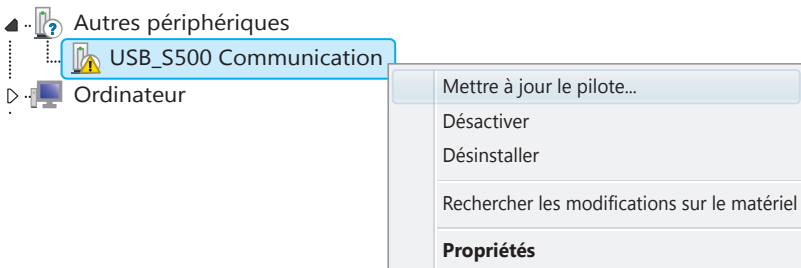 Autres périphériques
USB_S500 Communication
Ordinateur
Mettre à jour le pilote...
Désactiver
Désinstaller
Rechercher les modifications sur le matériel
Propriétés